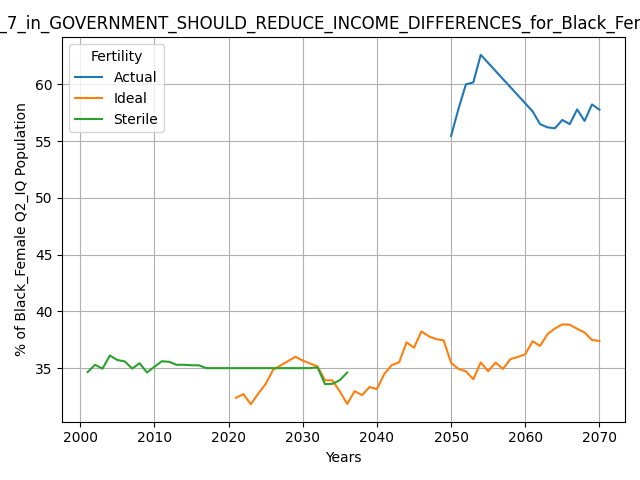 _7_in_GOVERNMENT_SHOULD_REDUCE_INCOME_DIFFERENCES_for_Black_Fer
Fertility
Actual
Ideal
Sterile
% of Black_Female Q2_IQ Population
60
55
50
45
40
35
2000 2010 2020 2030 2040 2050 2060 2070
Years